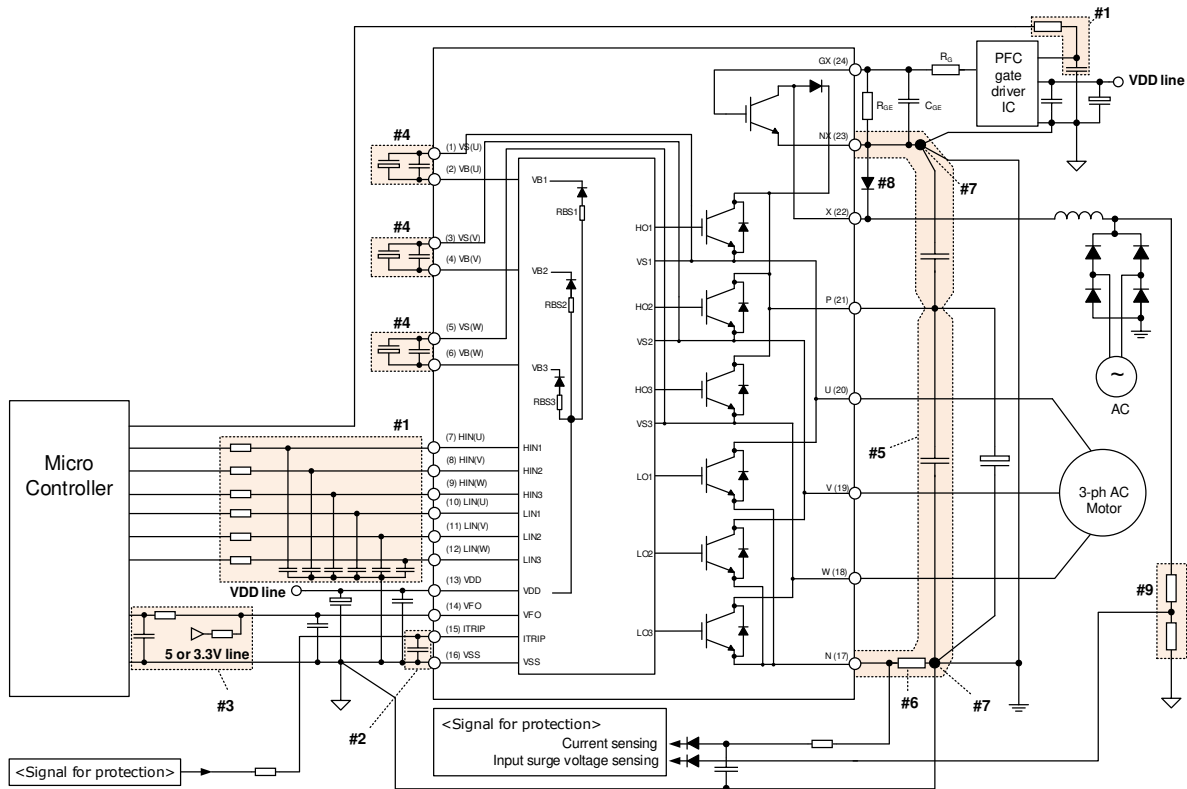 #1
GX (24)
RG
PFC
gate
driver
IC
VDD line
RGE
CGE
NX (23)
#7
#8
X (22)
#4
(1) VS(U)
(2) VB(U)
VB1
RBS1
HO1
VS1
#4
(3) VS(V)
(4) VB(V)
VB2
RBS2
HO2
VS2
P (21)
#4
(5) VS(W)
(6) VB(W)
VB3
RBS3
HO3
VS3
U (20)
~
AC
Micro
Controller
#1
(7) HIN(U)
(8) HIN(V)
(9) HIN(W)
(10) LIN(U)
(11) LIN(V)
(12) LIN(W)
(13) VDD
(14) VFO
(15) ITRIP
(16) VSS
HIN1
HIN2
HIN3
LIN1
LIN2
LIN3
VDD
VFO
ITRIP
VSS
LO1
LO2
LO3
#5
V (19)
3-ph AC
Motor
W (18)
N (17)
#9
VDD line
5 or 3.3V line
#3
#2
#6
#7
<Signal for protection>
Current sensing
Input surge voltage sensing
<Signal for protection>